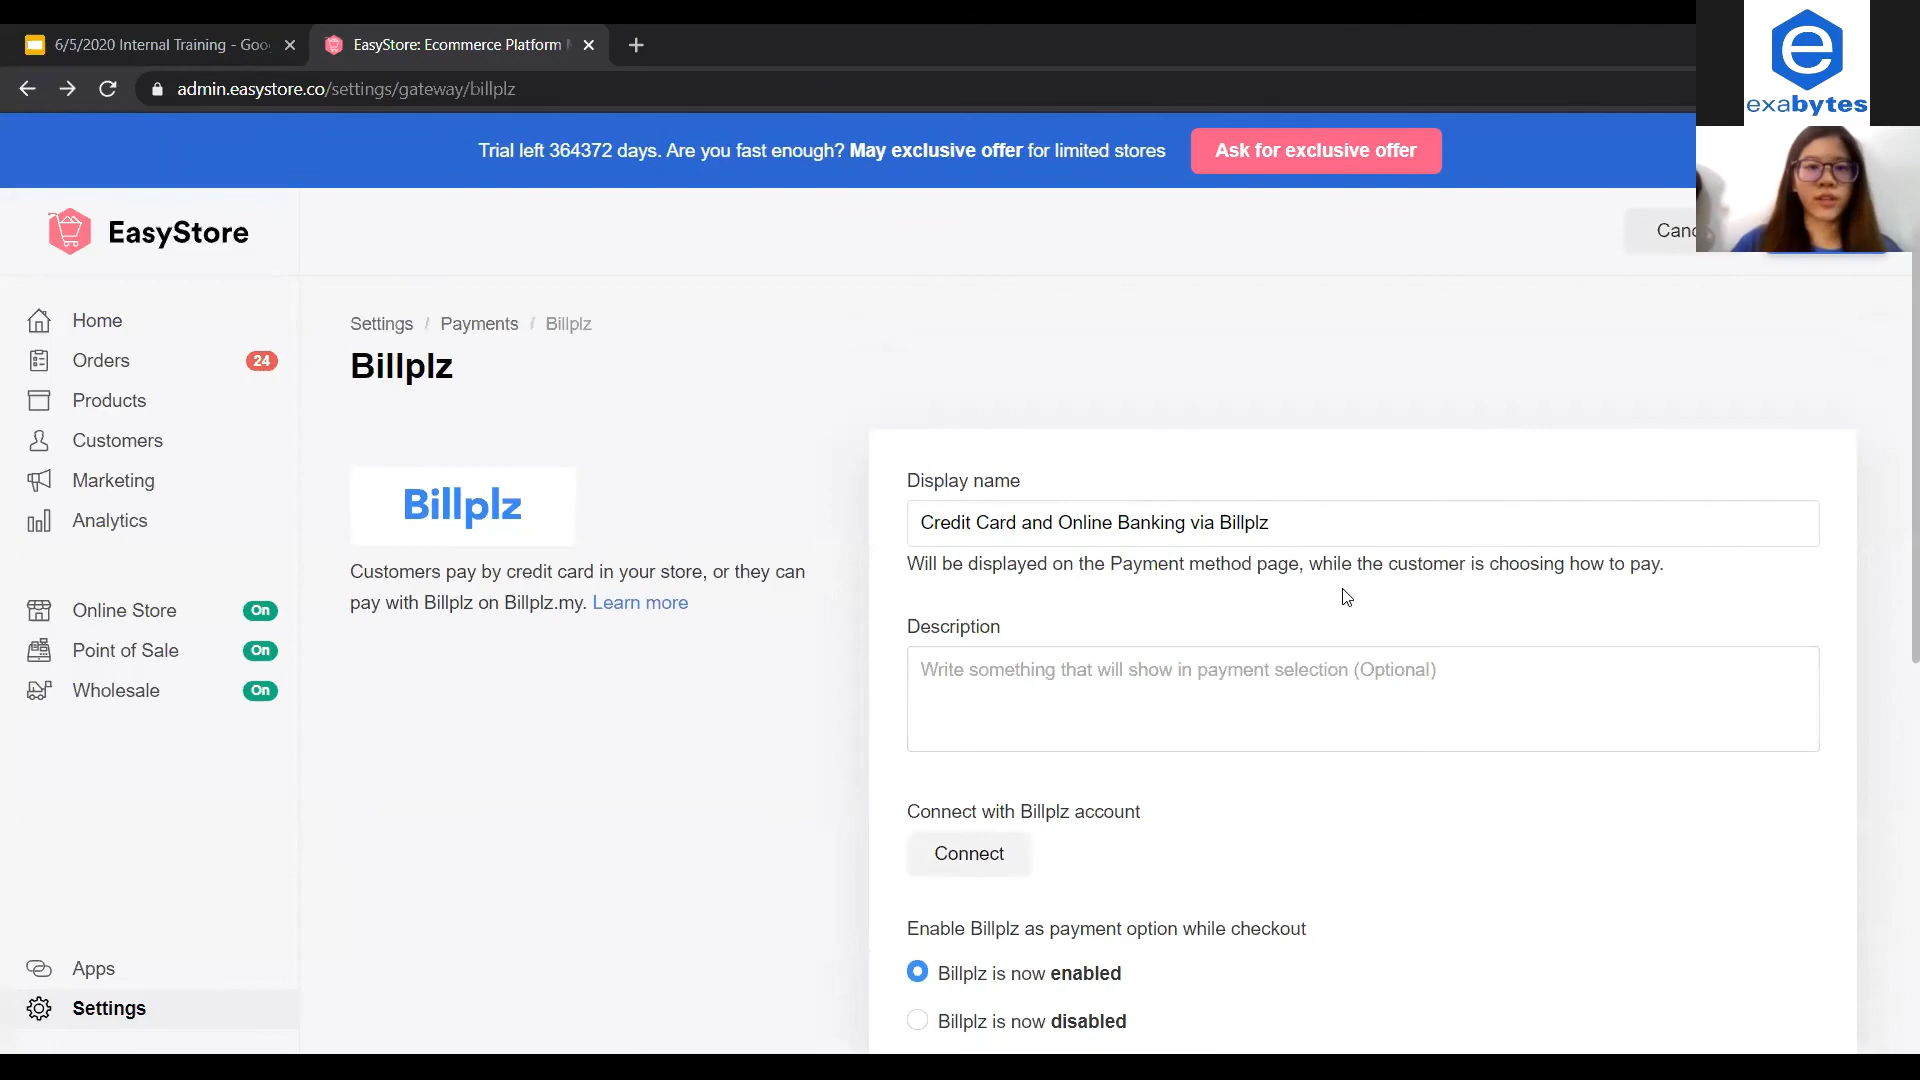 6/5/2020 Internal Training - Goo
EasyStore: Ecommerce Platform
admin.easystore.co/settings/gateway/billplz
exabytes
Trial left 364372 days. Are you fast enough? May exclusive offer for limited stores
Ask for exclusive offer
EasyStore
Canc
Home
Orders
24
Products
Customers
Marketing
Analytics
Online Store
On
Point of Sale
On
Wholesale
On
Apps
Settings
Settings / Payments / Billplz
Billplz
Billplz
Customers pay by credit card in your store, or they can
pay with Billplz on Billplz.my. Learn more
Display name
Credit Card and Online Banking via Billplz
Will be displayed on the Payment method page, while the customer is choosing how to pay.
Description
Write something that will show in payment selection (Optional)
Connect with Billplz account
Connect
Enable Billplz as payment option while checkout
Billplz is now enabled
Billplz is now disabled